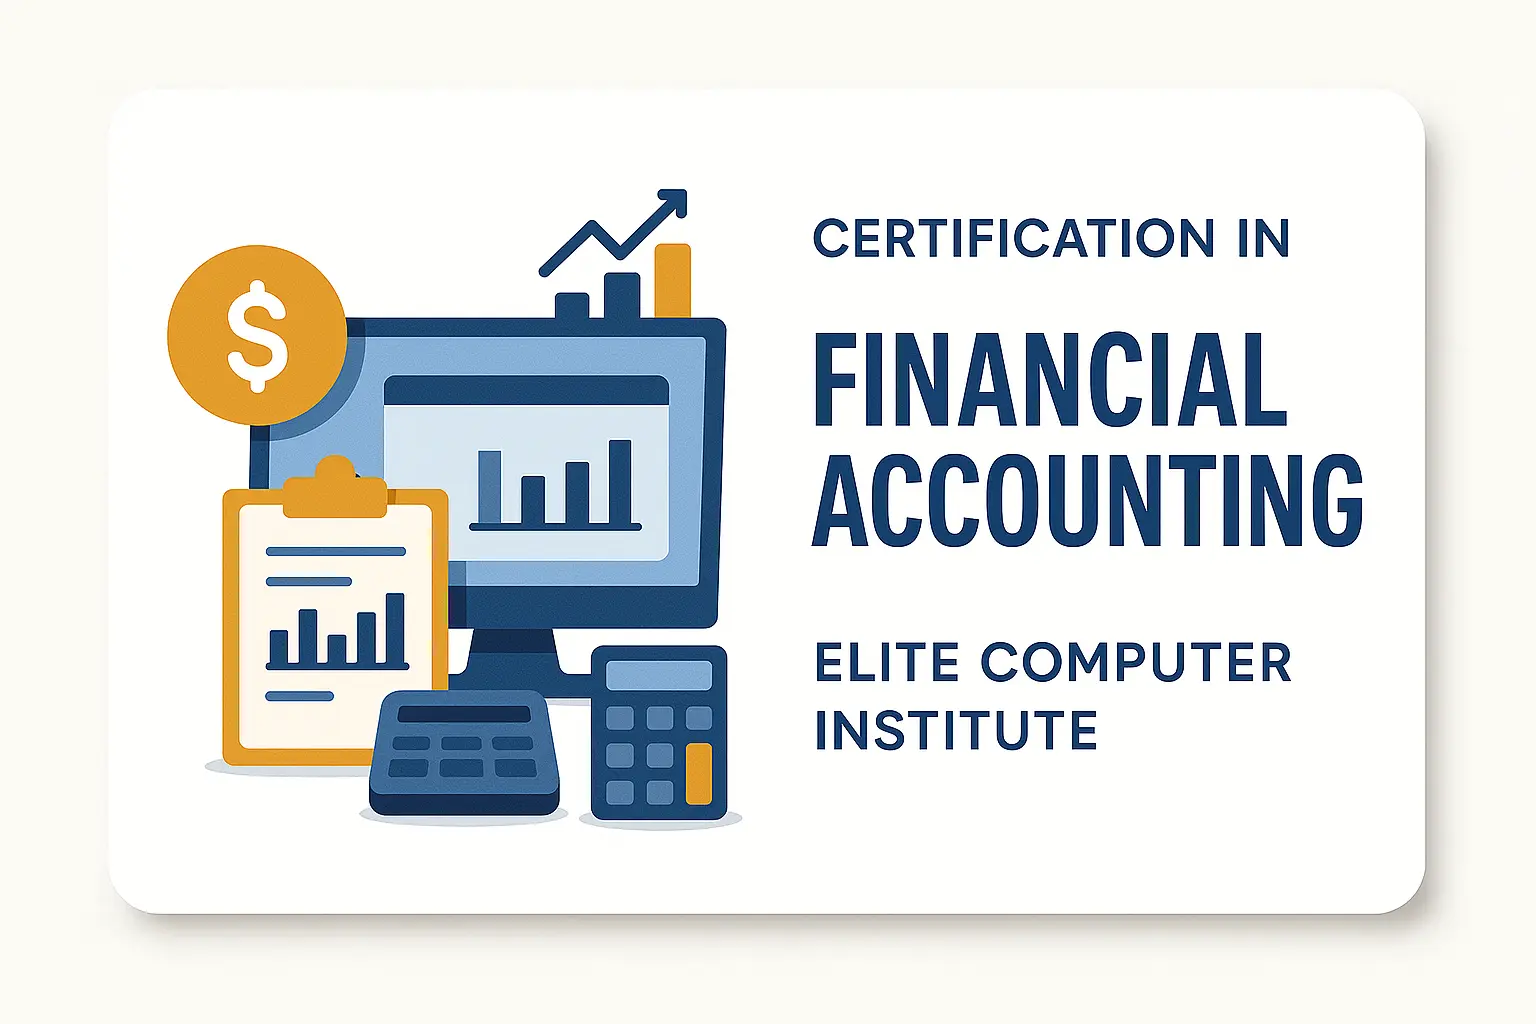 $
CERTIFICATION IN
FINANCIAL
ACCOUNTING
ELITE COMPUTER
INSTITUTE